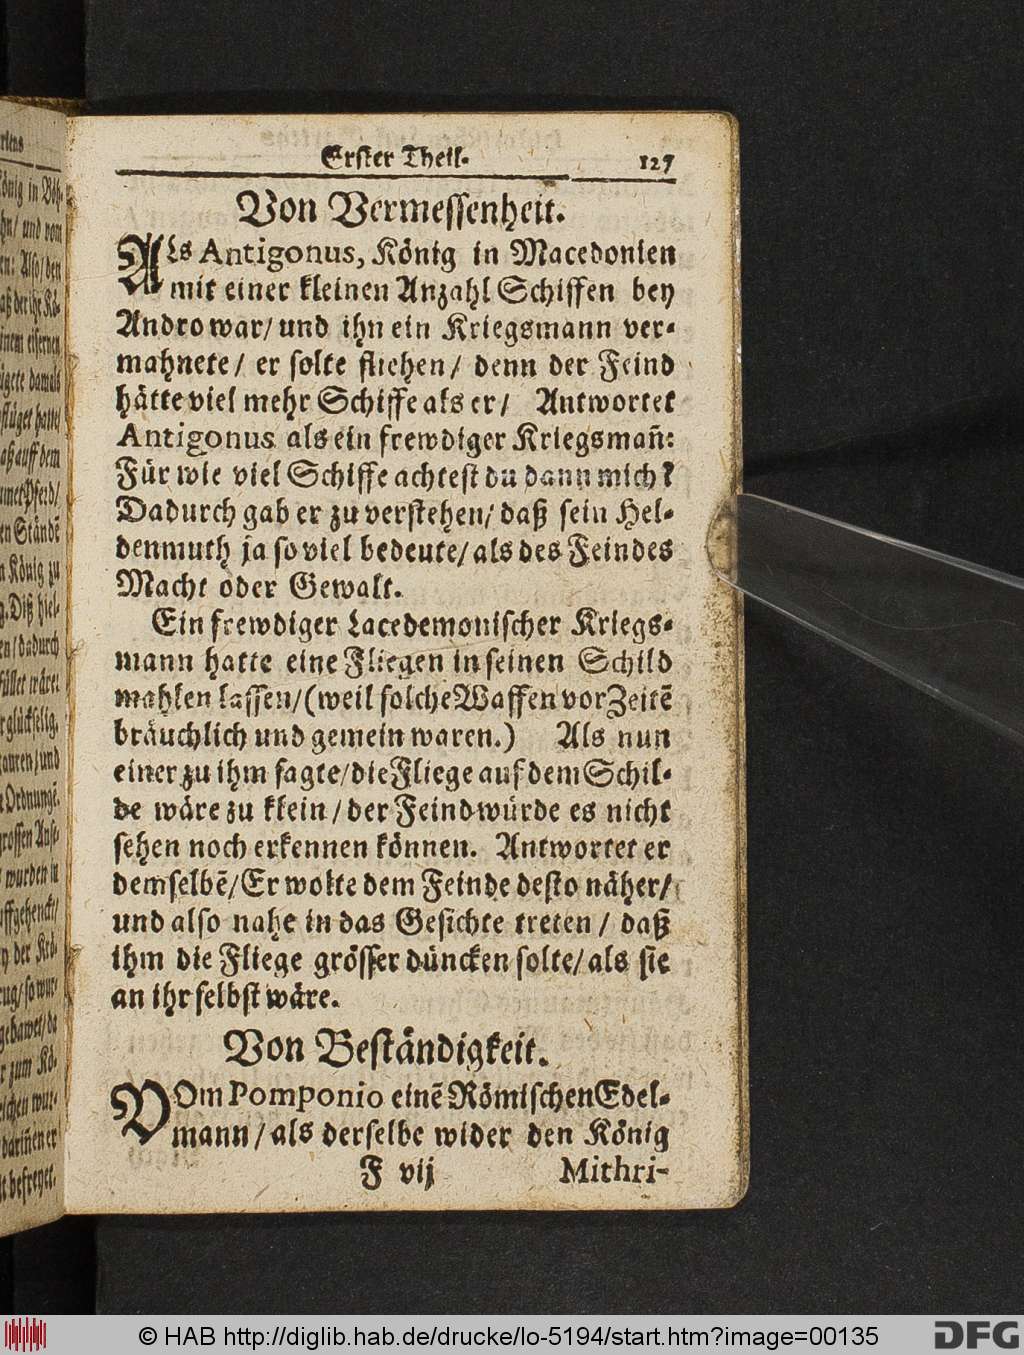 Erster Theil. 127
Von Vermessenheit.
ALs Antigonus, König in Macedonien
mit einer kleinen Anzahl Schiffen bey
Andro war/ und ihn ein Kriegsmann ver-
mahnete/ er solte fliehen/ denn der Feind
hätte viel mehr Schiffe als er/ Antwortet
Antigonus als ein frewdiger Kriegsmañ:
Für wie viel Schiffe achtest du dann mich?
Dadurch gab er zu verstehen/ daß sein Hel-
denmuth ja so viel bedeute/ als des Feindes
Macht oder Gewalt.
Ein frewdiger Lacedemonischer Kriegs-
mann hatte eine Fliegen in seinen Schild
mahlen lassen/ (weil solche Waffen vor Zeitẽ
bräuchlich und gemein waren.) Als nun
einer zu ihm sagte/ die Fliege auf dem Schil-
de wäre zu klein/ der Feind würde es nicht
sehen noch erkennen können. Antwortet er
demselbẽ/ Er wolte dem Feinde desto näher/
und also nahe in das Gesichte treten/ daß
ihm die Fliege grösser düncken solte/ als sie
an ihr selbst wäre.
Von Beständigkeit.
VOm Pomponio einẽ Römischen Edel-
mann/ als derselbe wider den König
F vij Mithri-
© HAB http://diglib.hab.de/drucke/lo-5194/start.htm?image=00135
DFG